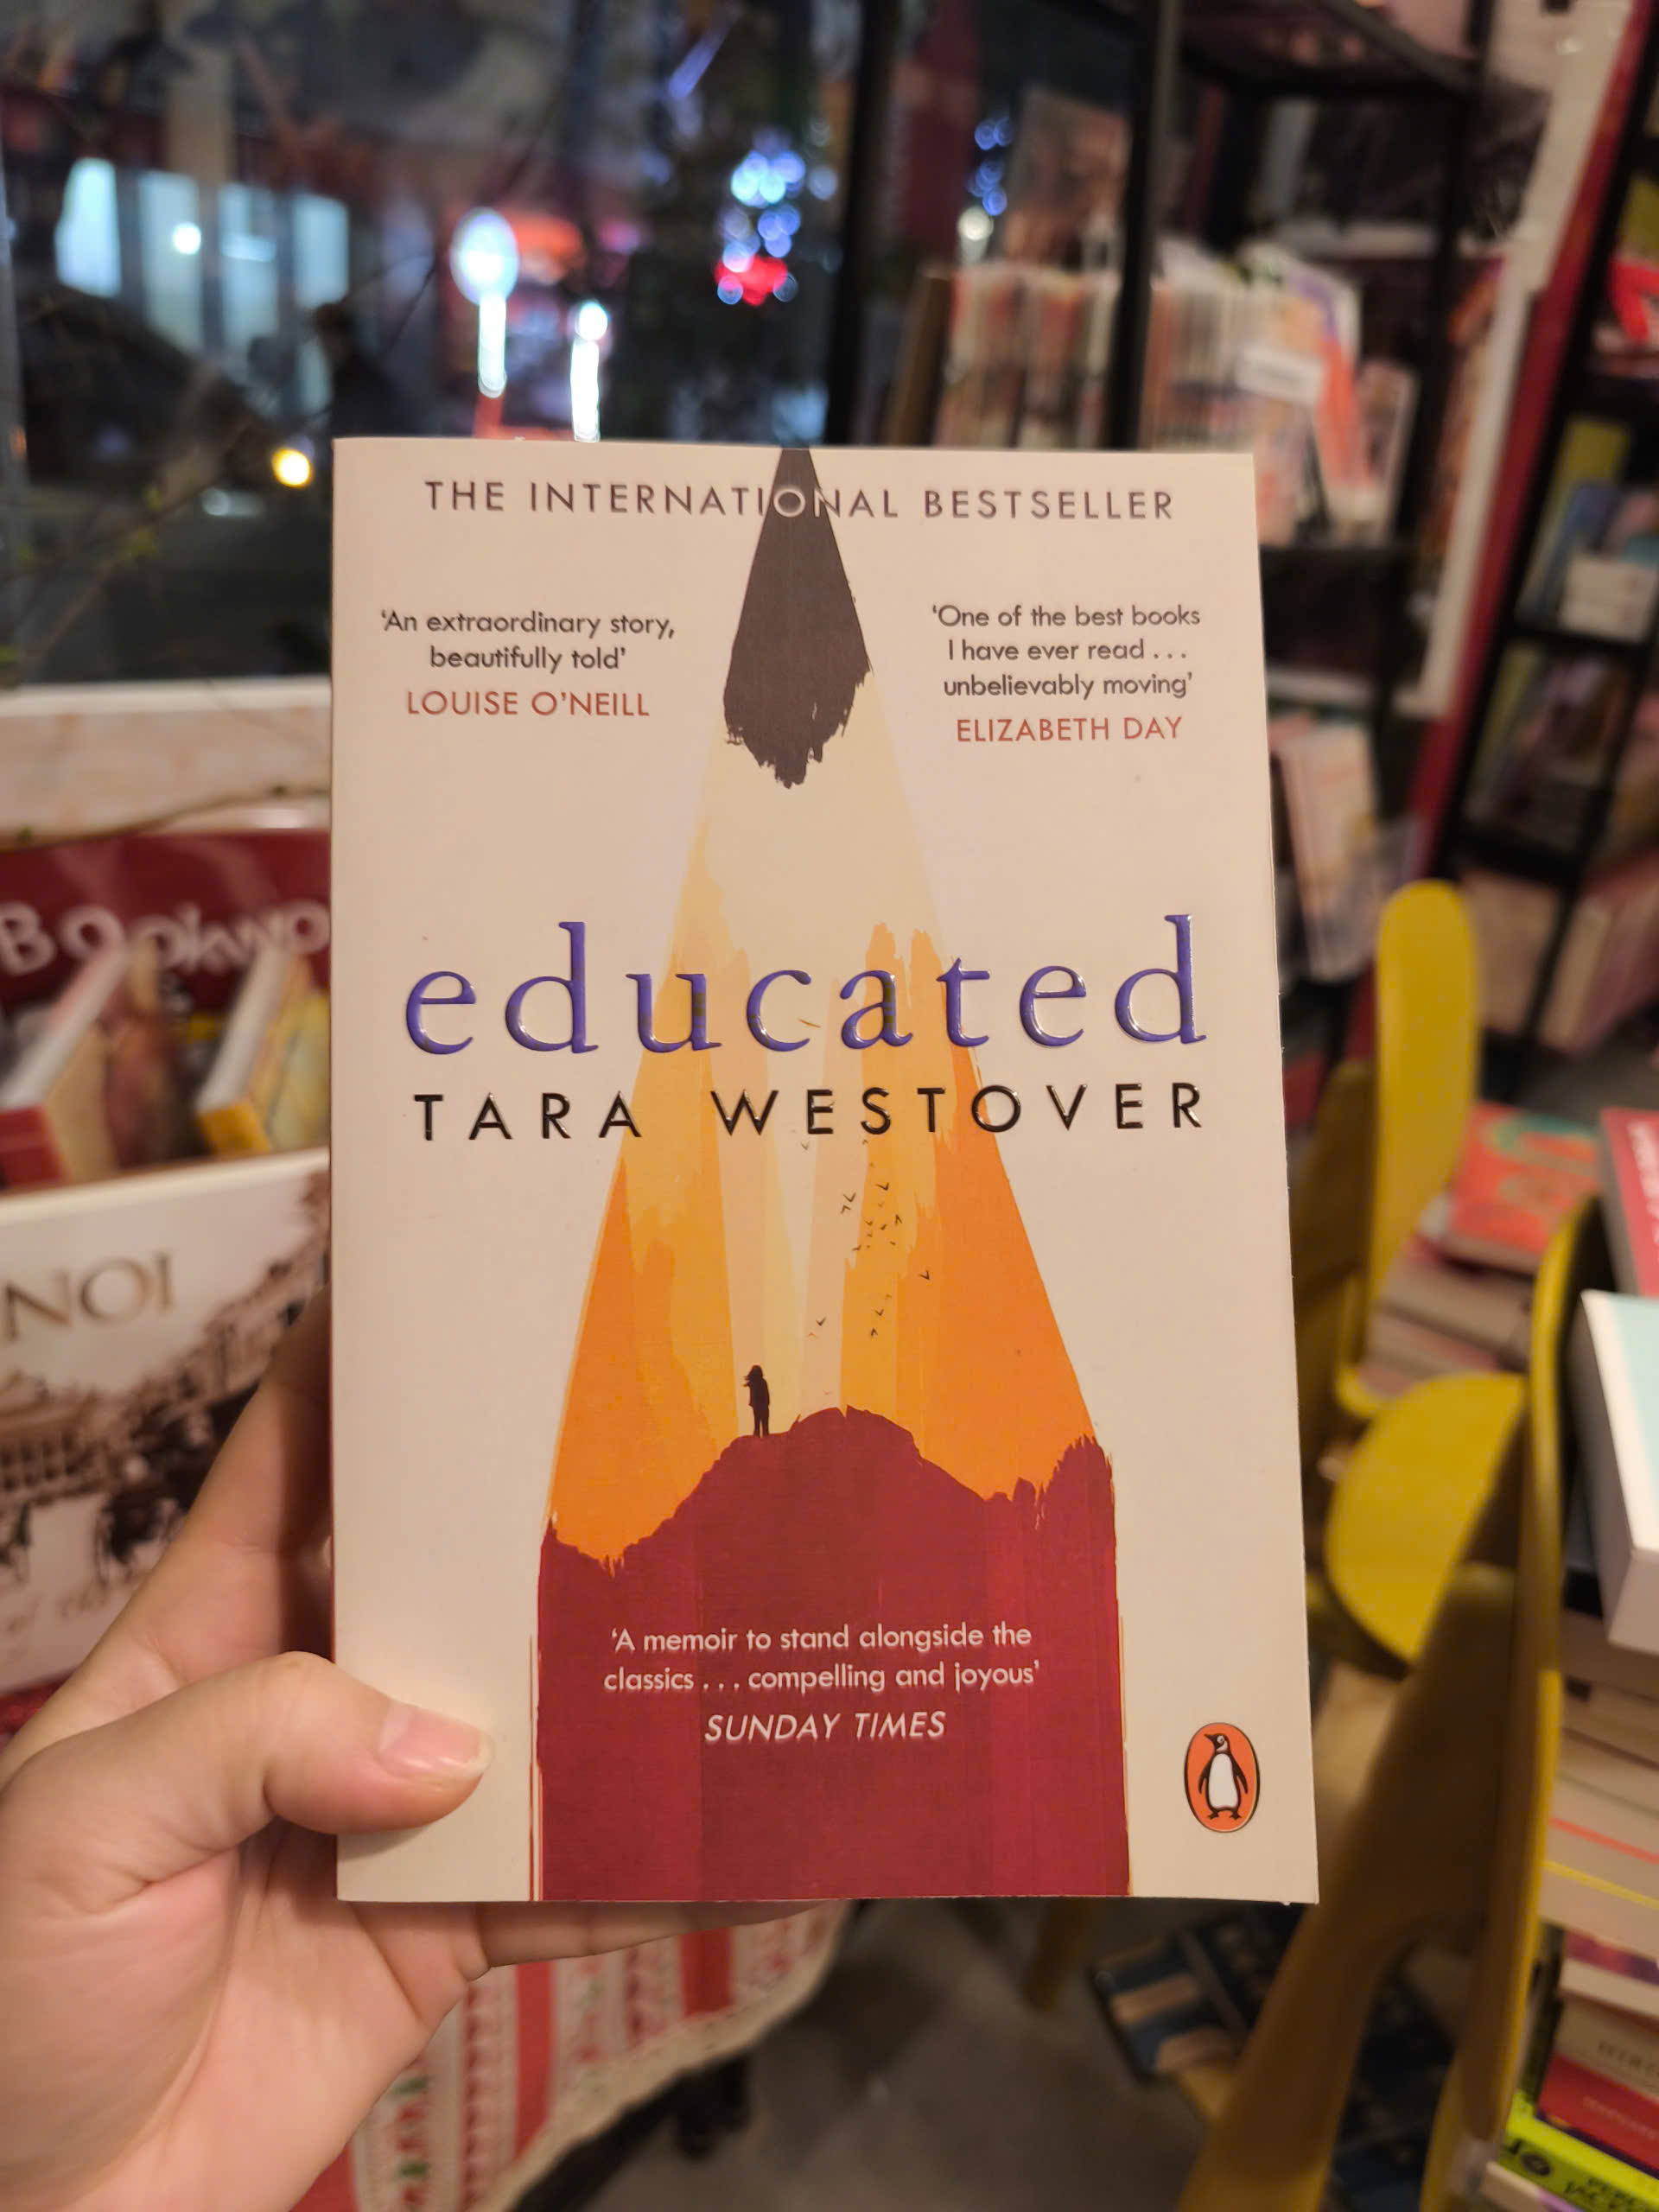 THE INTERNATIONAL BESTSELLER
‘An extraordinary story,
beautifully told’
LOUISE O’NEILL
‘One of the best books
I have ever read . . .
unbelievably moving’
ELIZABETH DAY
educated
TARA WESTOVER
‘A memoir to stand alongside the
classics . . . compelling and joyous’
SUNDAY TIMES
NOI